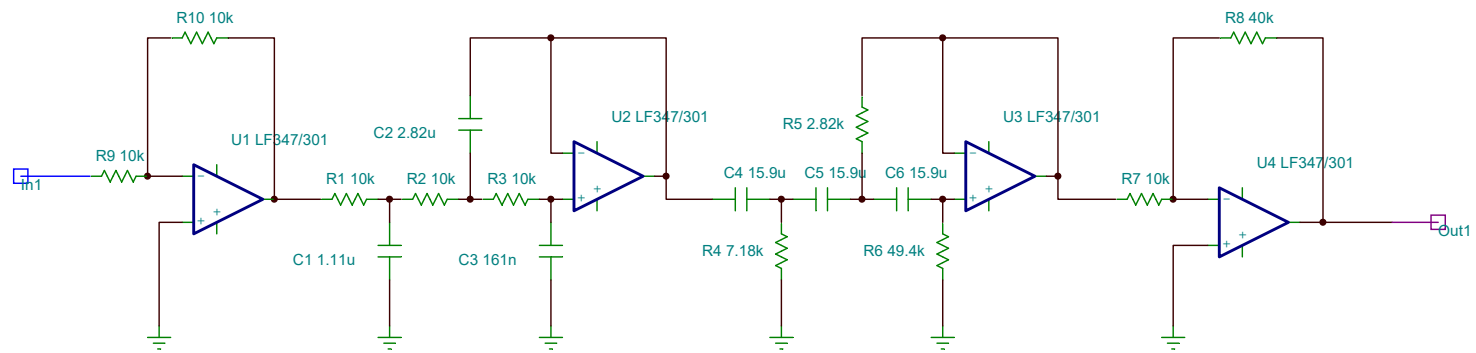 R10 10k
R8 40k
C2 2.82u
U2 LF347/301
R5 2.82k
U3 LF347/301
U1 LF347/301
R9 10k
U4 LF347/301
In1
R1 10k
R2 10k
R3 10k
C4 15.9u
C5 15.9u
C6 15.9u
R7 10k
Out1
C1 1.11u
C3 161n
R4 7.18k
R6 49.4k